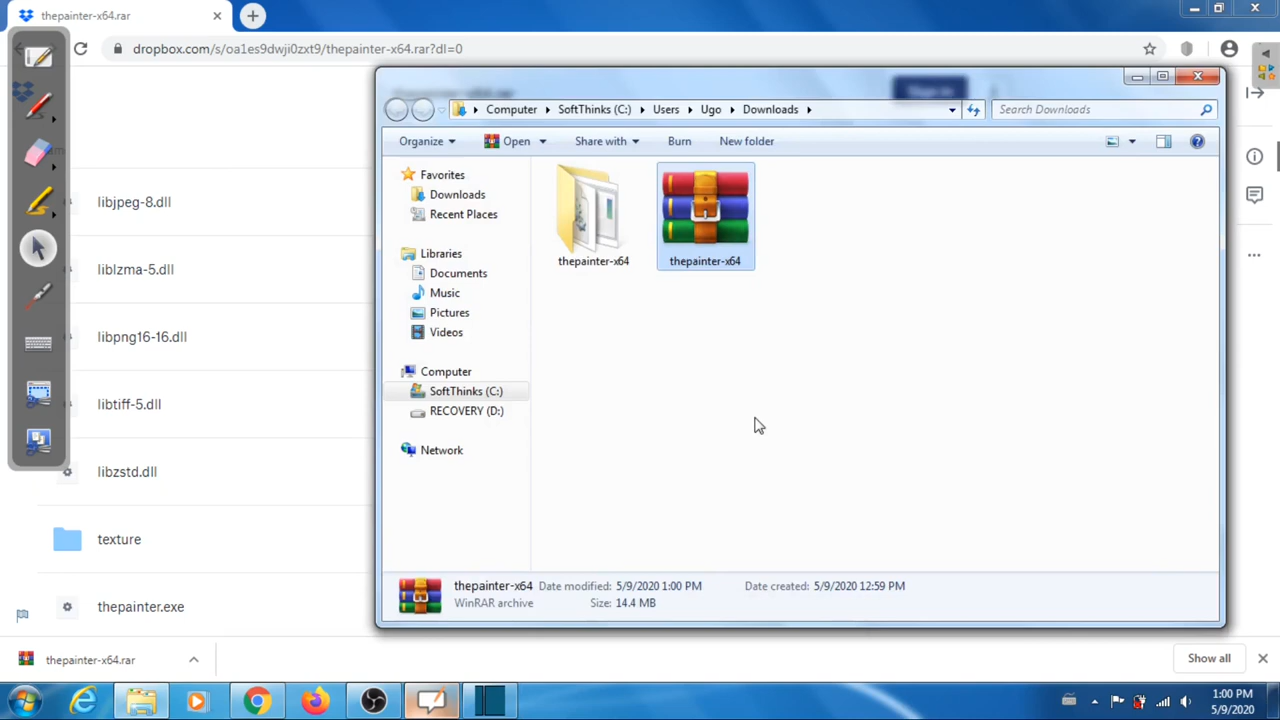 thepainter-x64.rar
dropbox.com/s/oa1es9dwji0zxt9/thepainter-x64.rar?dl=0
libjpeg-8.dll
liblzma-5.dll
libpng16-16.dll
libtiff-5.dll
libzstd.dll
texture
thepainter.exe
Computer SoftThinks (C:) Users Ugo Downloads
Search Downloads
Organize Open Share with Burn New folder
Favorites
Downloads
Recent Places
Libraries
Documents
Music
Pictures
Videos
Computer
SoftThinks (C:)
RECOVERY (D:)
Network
thepainter-x64 thepainter-x64
thepainter-x64 Date modified: 5/9/2020 1:00 PM Date created: 5/9/2020 12:59 PM
WinRAR archive Size: 14.4 MB
thepainter-x64.rar
Show all
1:00 PM
5/9/2020